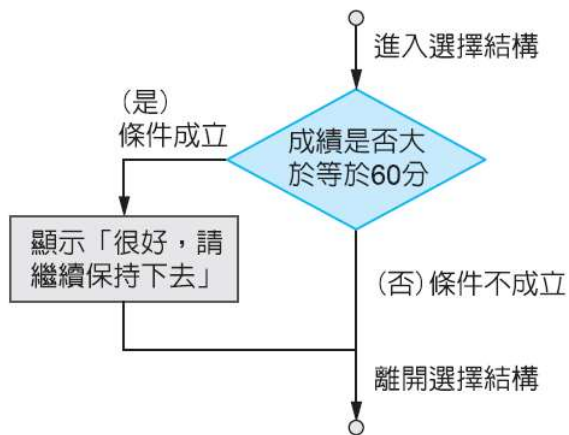 進入選擇結構
(是)
條件成立
成績是否大
於等於60分
顯示「很好,請
繼續保持下去」
(否)條件不成立
離開選擇結構